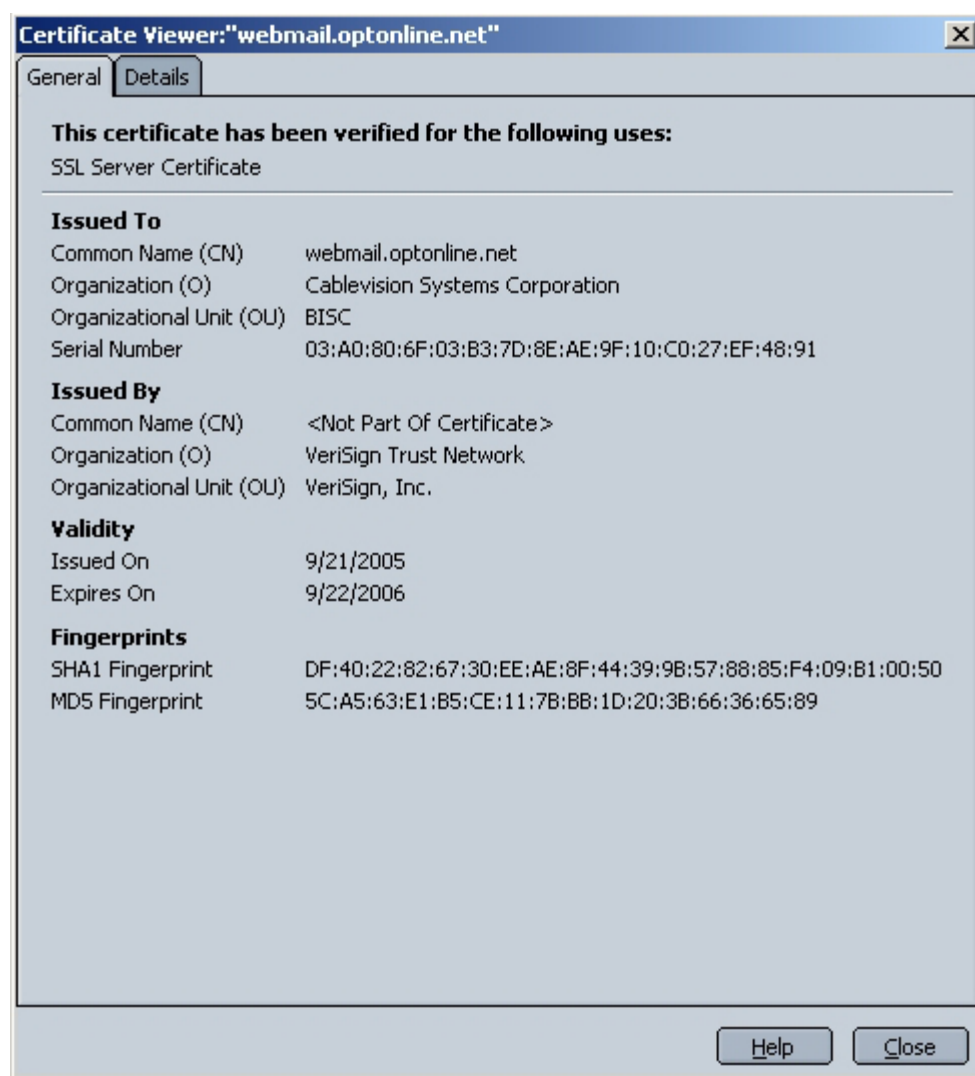 Certificate Viewer:"webmail.optonline.net"
General Details
This certificate has been verified for the following uses:
SSL Server Certificate
Issued To
Common Name (CN) webmail.optonline.net
Organization (O) Cablevision Systems Corporation
Organizational Unit (OU) BISC
Serial Number 03:A0:80:6F:03:B3:7D:8E:AE:9F:10:C0:27:EF:48:91
Issued By
Common Name (CN) <Not Part Of Certificate>
Organization (O) VeriSign Trust Network
Organizational Unit (OU) VeriSign, Inc.
Validity
Issued On 9/21/2005
Expires On 9/22/2006
Fingerprints
SHA1 Fingerprint DF:40:22:82:67:30:EE:AE:8F:44:39:9B:57:88:85:F4:09:B1:00:50
MD5 Fingerprint 5C:A5:63:E1:B5:CE:11:7B:BB:1D:20:3B:66:36:65:89
Help Close